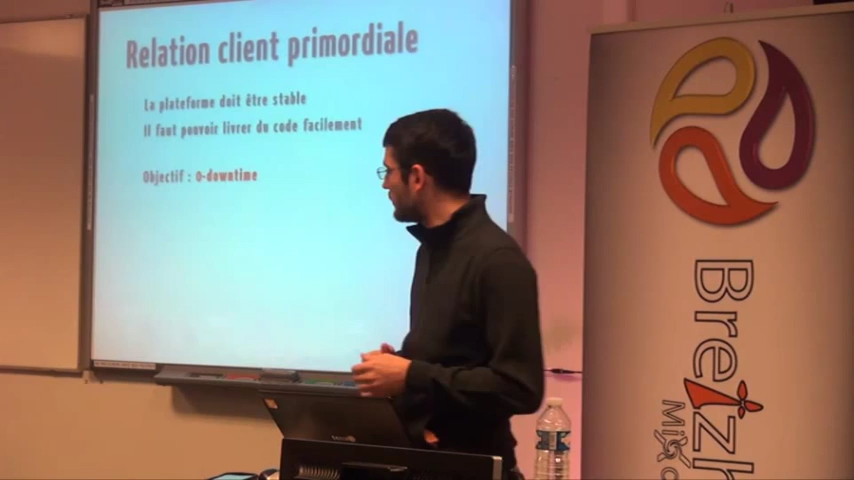 Relation client primordiale
La plateforme doit être stable
Il faut pouvoir livrer du code facilement
Objectif : 0-downtime
Breizh